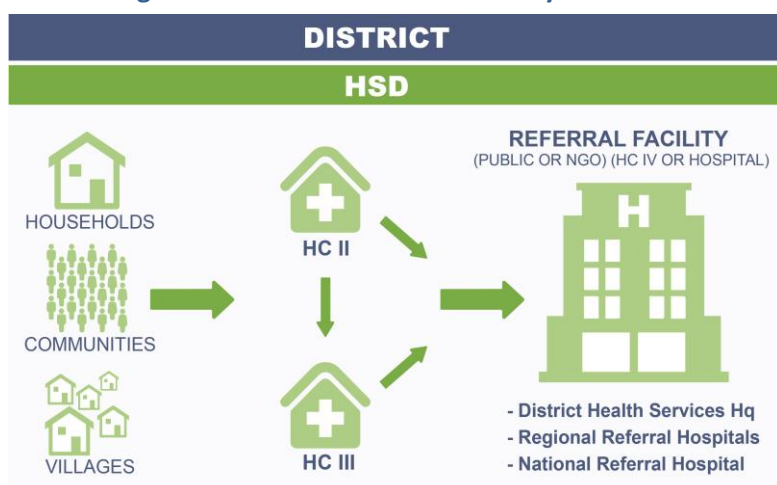 DISTRICT
HSD
HOUSEHOLDS
COMMUNITIES
VILLAGES
HC II
HC III
REFERRAL FACILITY
(PUBLIC OR NGO) (HC IV OR HOSPITAL)
H
- District Health Services Hq
- Regional Referral Hospitals
- National Referral Hospital